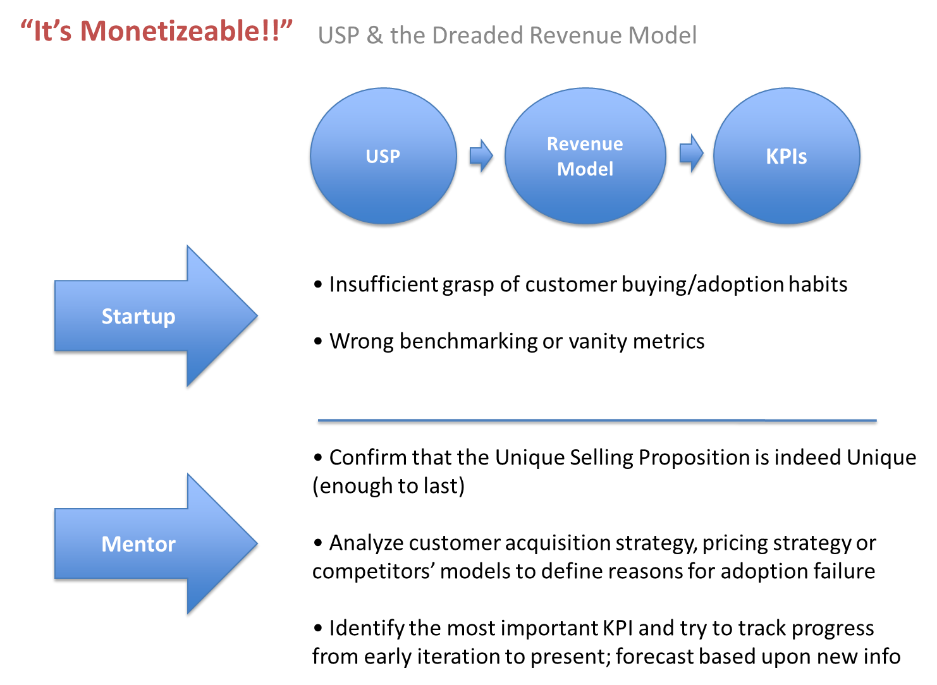 “It’s Monetizeable!!” USP & the Dreaded Revenue Model
USP
Revenue
Model
KPIs
Startup
• Insufficient grasp of customer buying/adoption habits
• Wrong benchmarking or vanity metrics
Mentor
• Confirm that the Unique Selling Proposition is indeed Unique
(enough to last)
• Analyze customer acquisition strategy, pricing strategy or
competitors’ models to define reasons for adoption failure
• Identify the most important KPI and try to track progress
from early iteration to present; forecast based upon new info